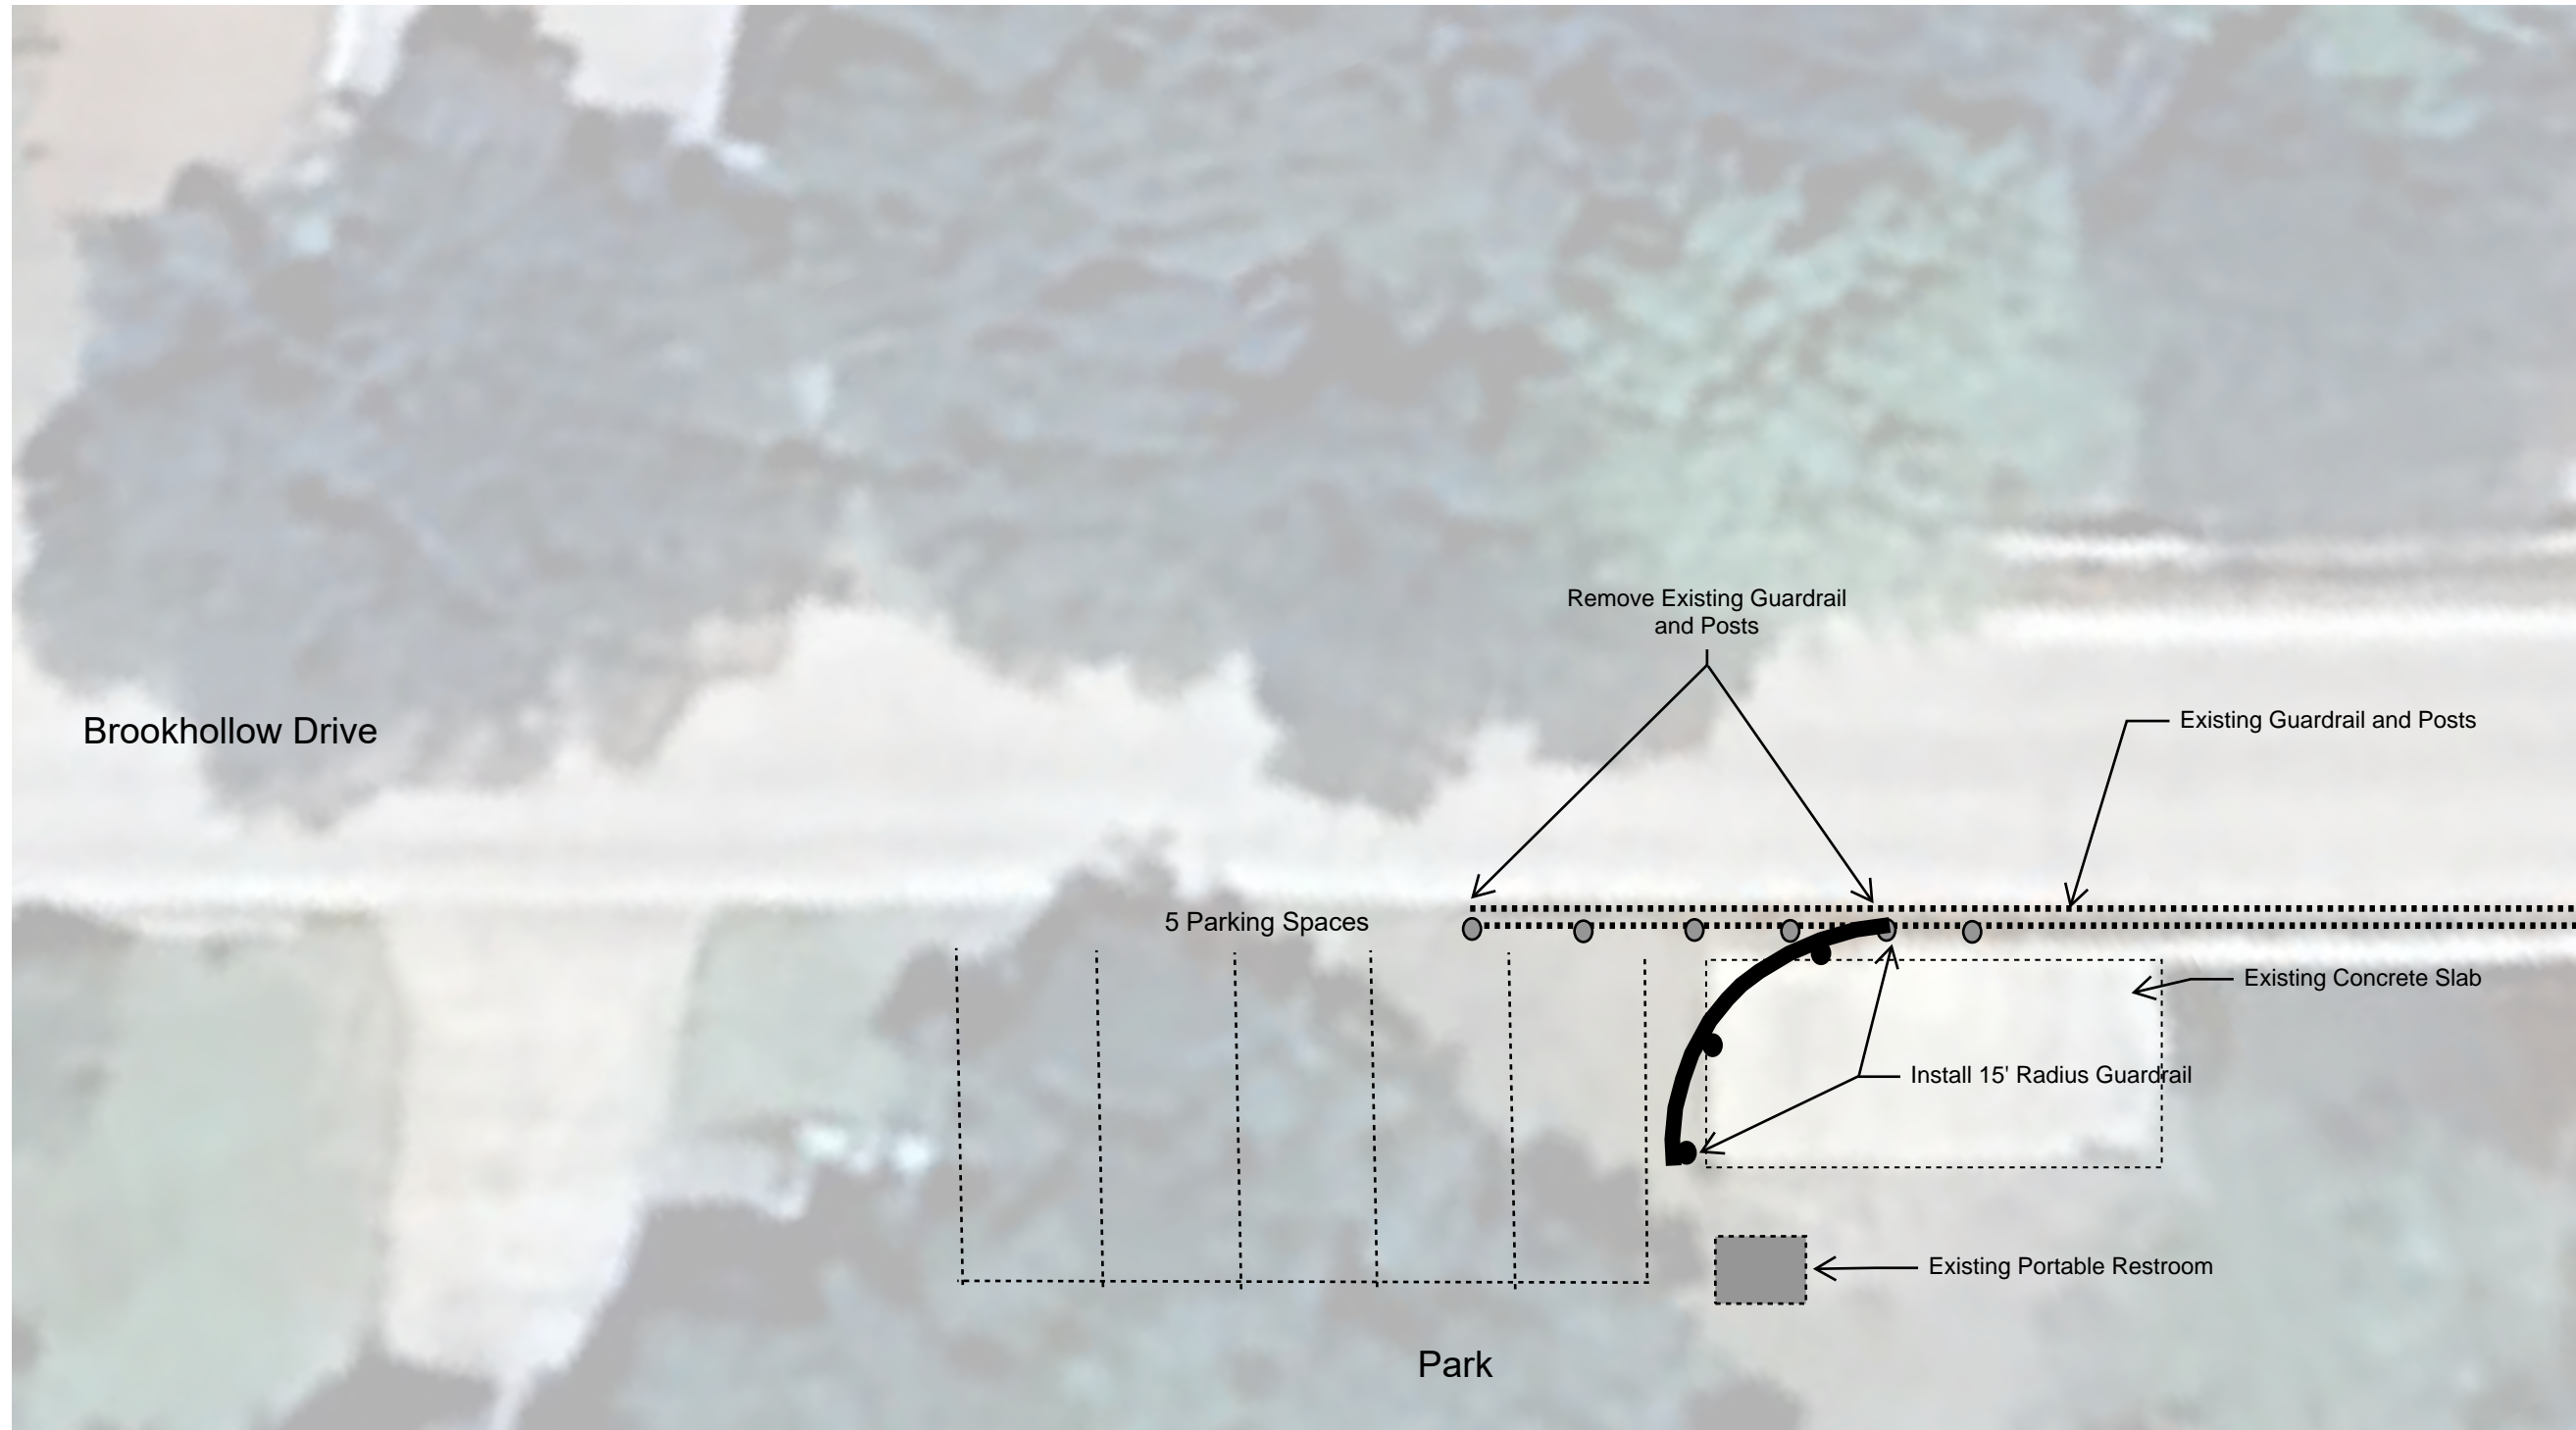 Remove Existing Guardrail
and Posts
Brookhollow Drive
Existing Guardrail and Posts
5 Parking Spaces
Existing Concrete Slab
Install 15' Radius Guardrail
Existing Portable Restroom
Park